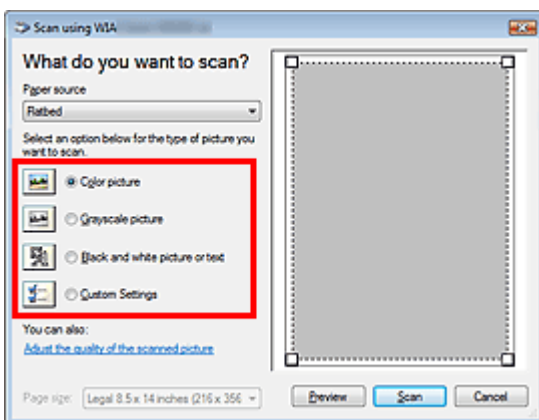 Scan using WIA
What do you want to scan?
Paper source
Flatbed
Select an option below for the type of picture you
want to scan.
Color picture
Grayscale picture
Black and white picture or text
Custom Settings
You can also:
Adjust the quality of the scanned picture
Page size: Legal 8.5 x 14 inches (216 x 356
Preview Scan Cancel